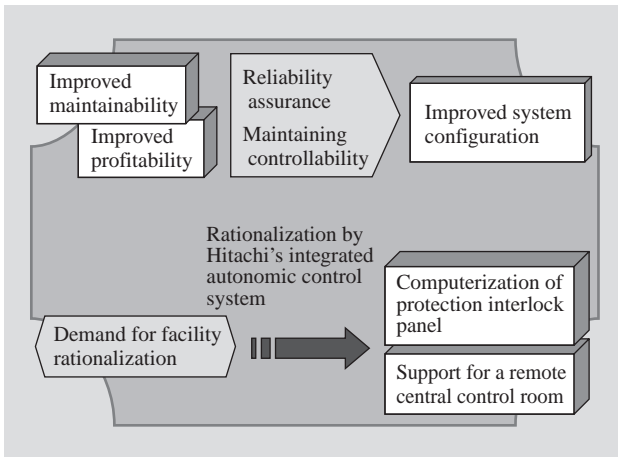 Improved
maintainability
Improved
profitability
Reliability
assurance
Maintaining
controllability
Improved system
configuration
Rationalization by
Hitachi's integrated
autonomic control
system
Demand for facility
rationalization
Computerization of
protection interlock
panel
Support for a remote
central control room